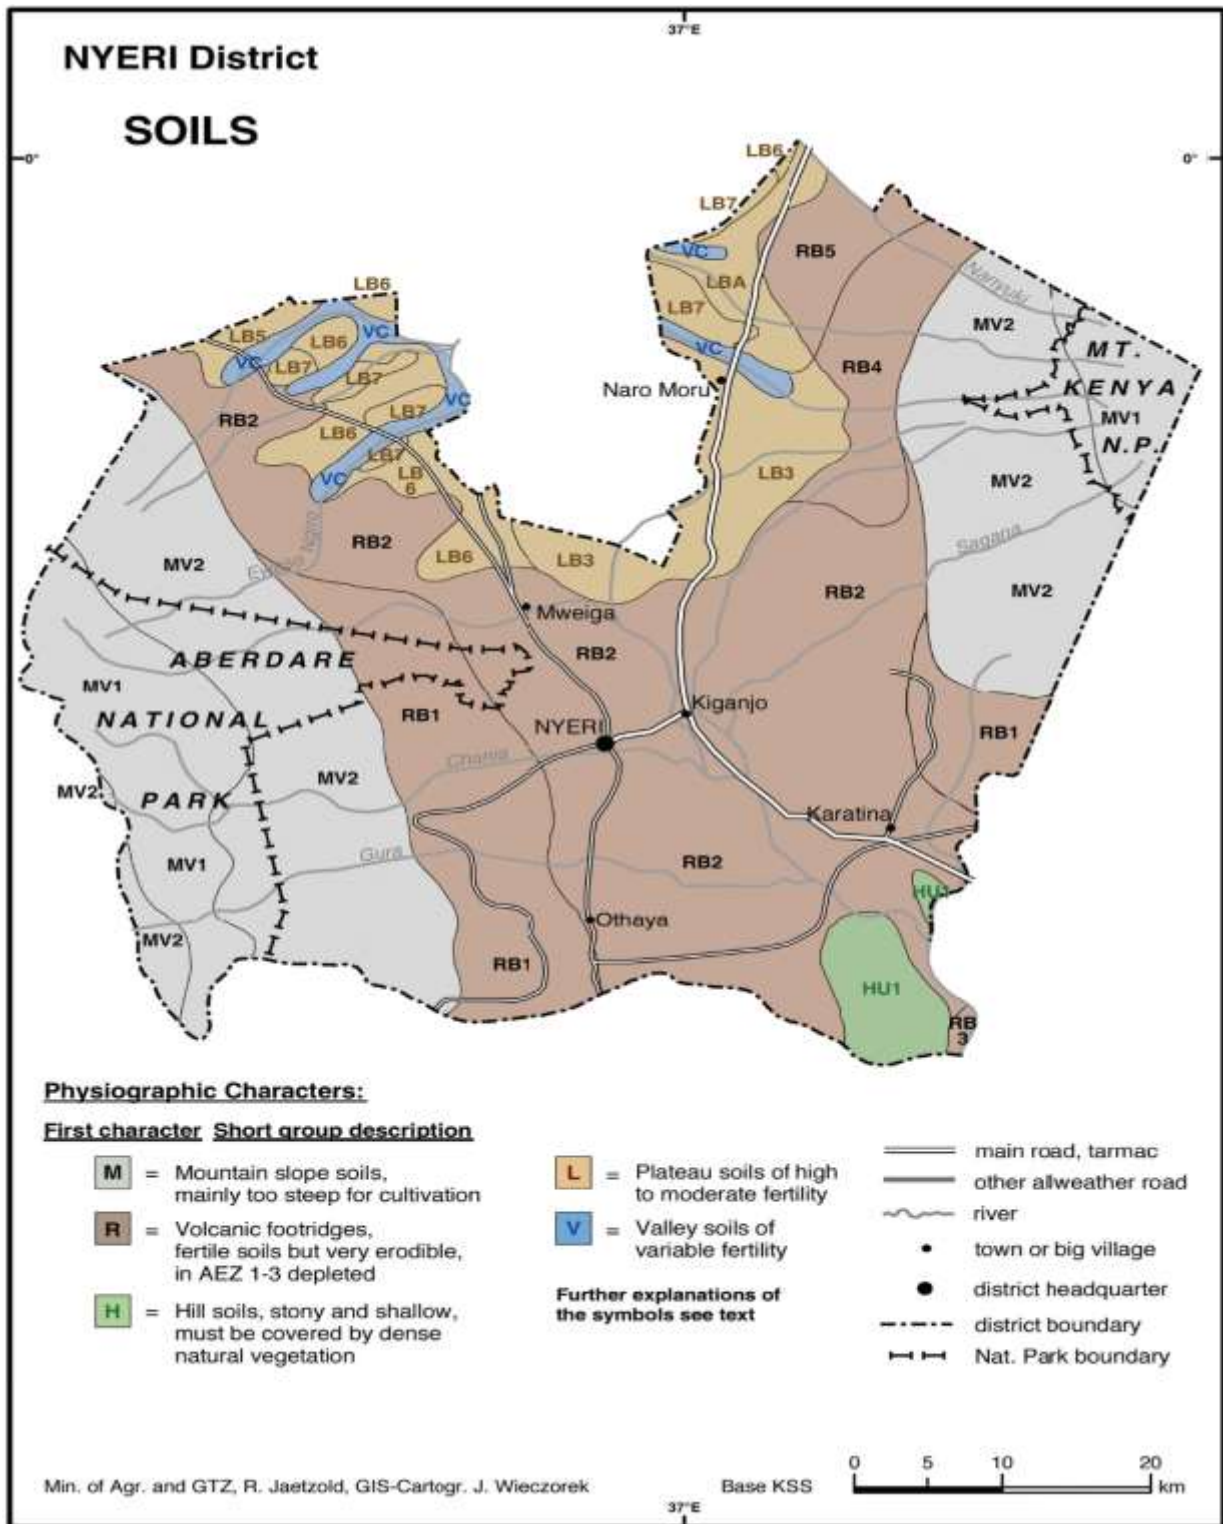 37°E
NYERI District
SOILS
0°
0°
LB6
LB7
VC
RB5
LBA
Nanyuki
LB6
LB7
MV2
LB5
LB6
VC
VC
MT.
VC
LB7
LB7
RB4
KENYA
Naro Moru
VC
LB7
MV1
RB2
LB6
N.P.
LB7
LB3
VC
LB
6
MV2
Sagana
RB2
LB6
LB3
MV2
Ewaso Ngiro
RB2
MV2
Mweiga
RB2
ABERDARE
MV1
RB1
Kiganjo
NATIONAL
NYERI
RB1
Chania
MV2
MV2
PARK
Karatina
Gura
RB2
MV1
HU1
Othaya
MV2
RB1
HU1
RB
3
Physiographic Characters:
First character Short group description
M = Mountain slope soils,
mainly too steep for cultivation
R = Volcanic footridges,
fertile soils but very erodible,
in AEZ 1-3 depleted
H = Hill soils, stony and shallow,
must be covered by dense
natural vegetation
L = Plateau soils of high
to moderate fertility
V = Valley soils of
variable fertility
Further explanations of
the symbols see text
main road, tarmac
other allweather road
river
town or big village
district headquarter
district boundary
Nat. Park boundary
Min. of Agr. and GTZ, R. Jaetzold, GIS-Cartogr. J. Wieczorek
Base KSS
0 5 10 20
km
37°E